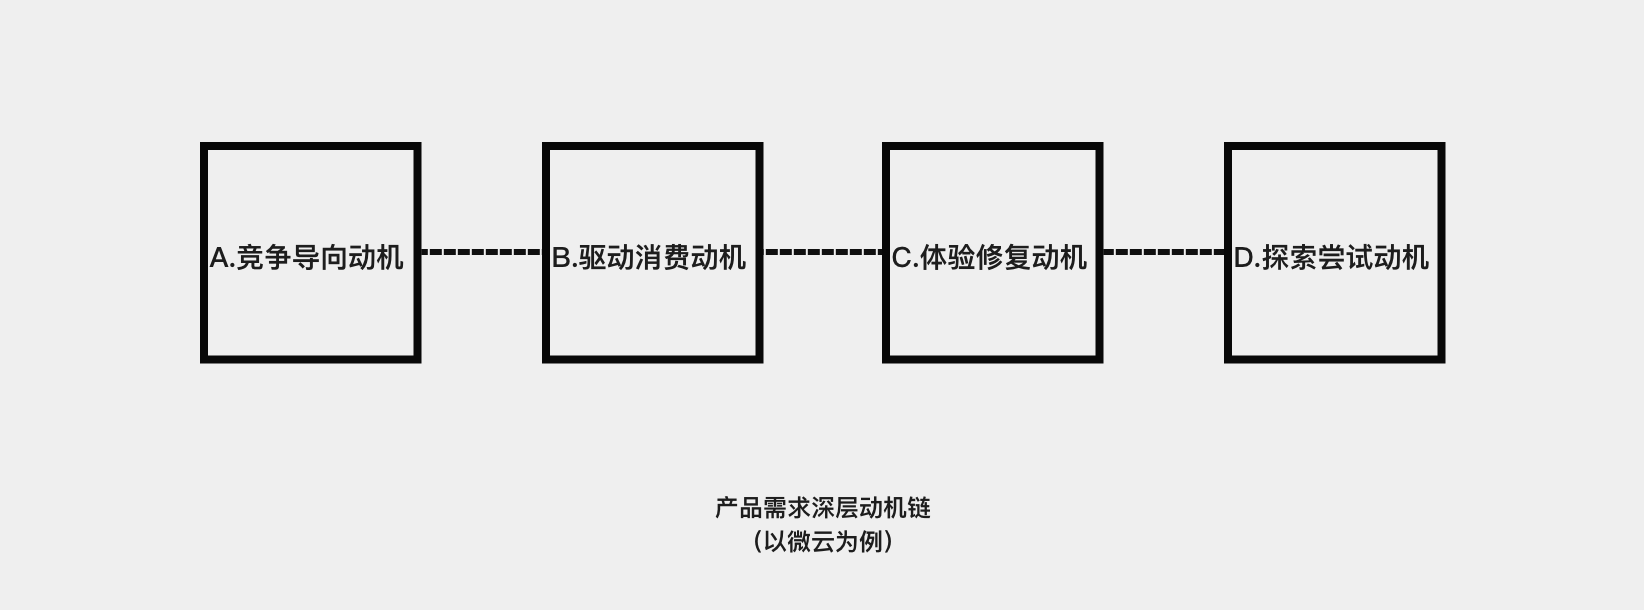 A.竞争导向动机
B.驱动消费动机
C.体验修复动机
D.探索尝试动机
产品需求深层动机链
（以微云为例）